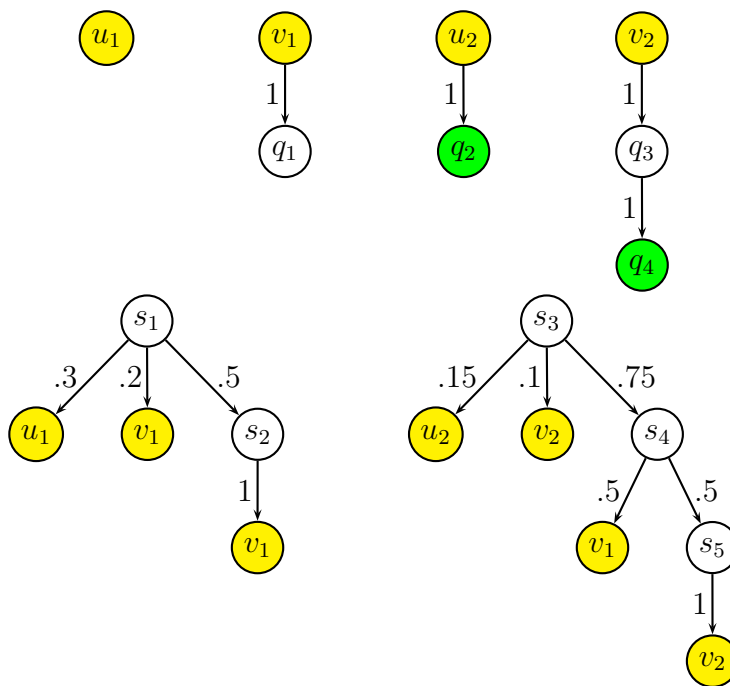 u₁ v₁ u₂ v₂
1 1 1
q₁ q₂ q₃
1
q₄
s₁ s₃
.3 .2 .5 .15 .1 .75
u₁ v₁ s₂ u₂ v₂ s₄
1 .5 .5
v₁ v₁ s₅
1
v₂